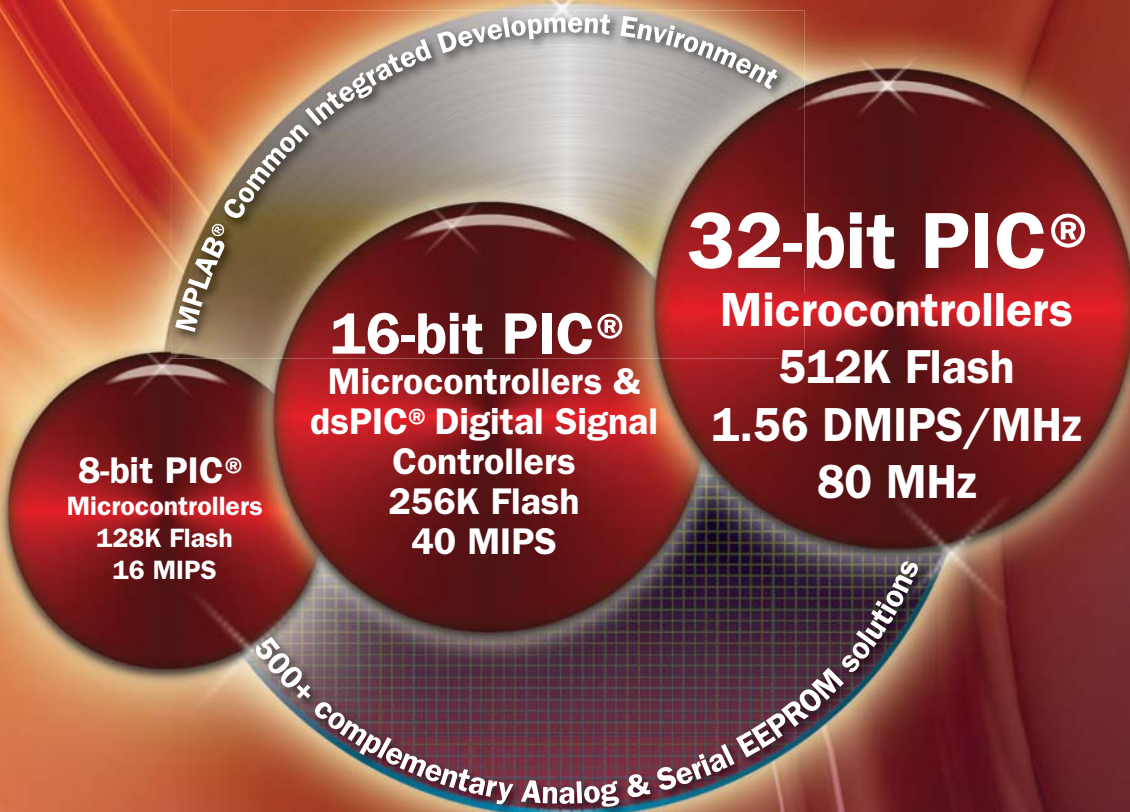 MPLAB® Common Integrated Development Environment
8-bit PIC®
Microcontrollers
128K Flash
16 MIPS
16-bit PIC®
Microcontrollers &
dsPIC® Digital Signal
Controllers
256K Flash
40 MIPS
32-bit PIC®
Microcontrollers
512K Flash
1.56 DMIPS/MHz
80 MHz
500+ complementary Analog & Serial EEPROM solutions